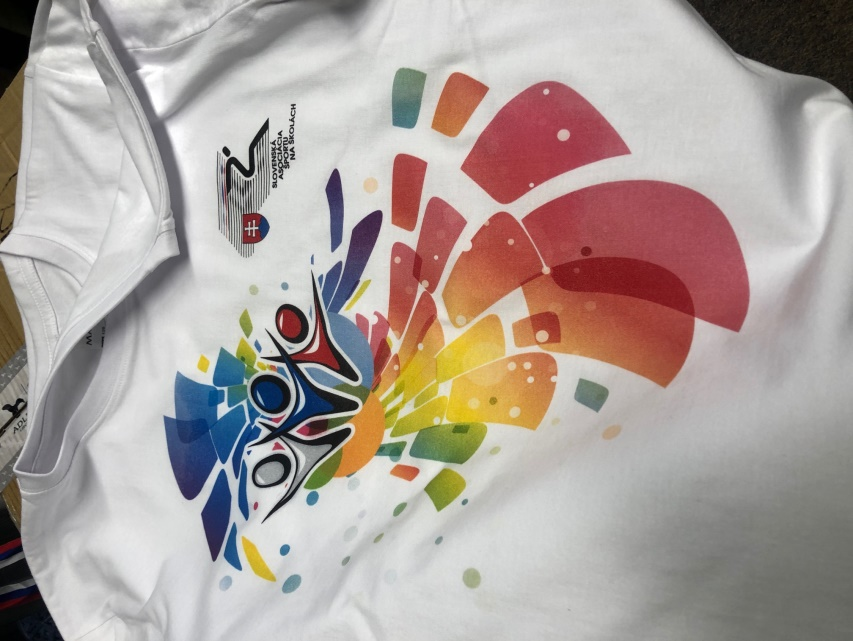 SLOVENSKÁ
ASOCIÁCIA
ŠPORTU
NA ŠKOLÁCH